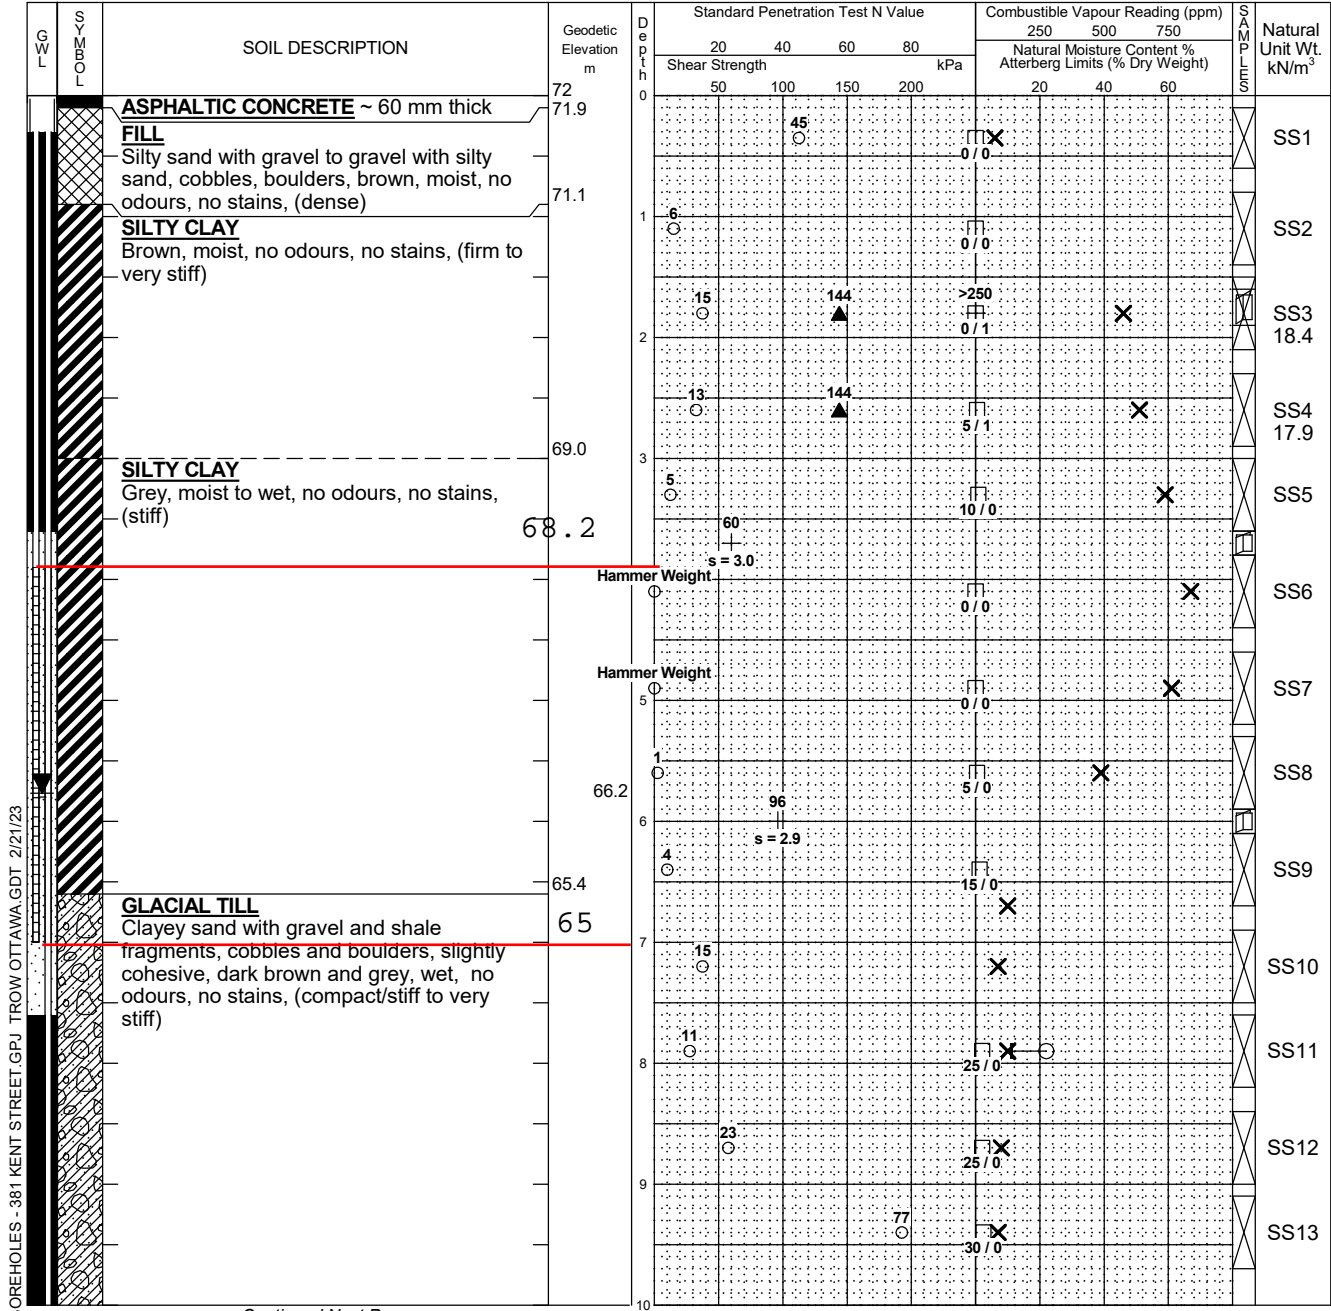 GWL
SYMBOL
SOIL DESCRIPTION
Geodetic
Elevation
m
Depth
Standard Penetration Test N Value
20 40 60 80
Shear Strength kPa
50 100 150 200
Combustible Vapour Reading (ppm)
250 500 750
Natural Moisture Content %
Atterberg Limits (% Dry Weight)
20 40 60
SAMPLES
Natural
Unit Wt.
kN/m³
72
0
ASPHALTIC CONCRETE ~ 60 mm thick
71.9
FILL
Silty sand with gravel to gravel with silty
sand, cobbles, boulders, brown, moist, no
odours, no stains, (dense)
45
0 / 0
SS1
71.1
SILTY CLAY
Brown, moist, no odours, no stains, (firm to
very stiff)
1
6
0 / 0
SS2
15
144
>250
0 / 1
SS3
18.4
2
13
144
5 / 1
SS4
17.9
69.0
3
SILTY CLAY
Grey, moist to wet, no odours, no stains,
(stiff)
5
10 / 0
SS5
68.2
60
s = 3.0
Hammer Weight
0 / 0
SS6
Hammer Weight
5
0 / 0
SS7
1
5 / 0
SS8
66.2
96
6
s = 2.9
4
15 / 0
SS9
65.4
GLACIAL TILL
Clayey sand with gravel and shale
fragments, cobbles and boulders, slightly
cohesive, dark brown and grey, wet, no
odours, no stains, (compact/stiff to very
stiff)
65
7
15
SS10
11
8
25 / 0
SS11
23
25 / 0
SS12
9
77
30 / 0
SS13
10
OREHOLES - 381 KENT STREET.GPJ TROW OTTAWA.GDT 2/21/23